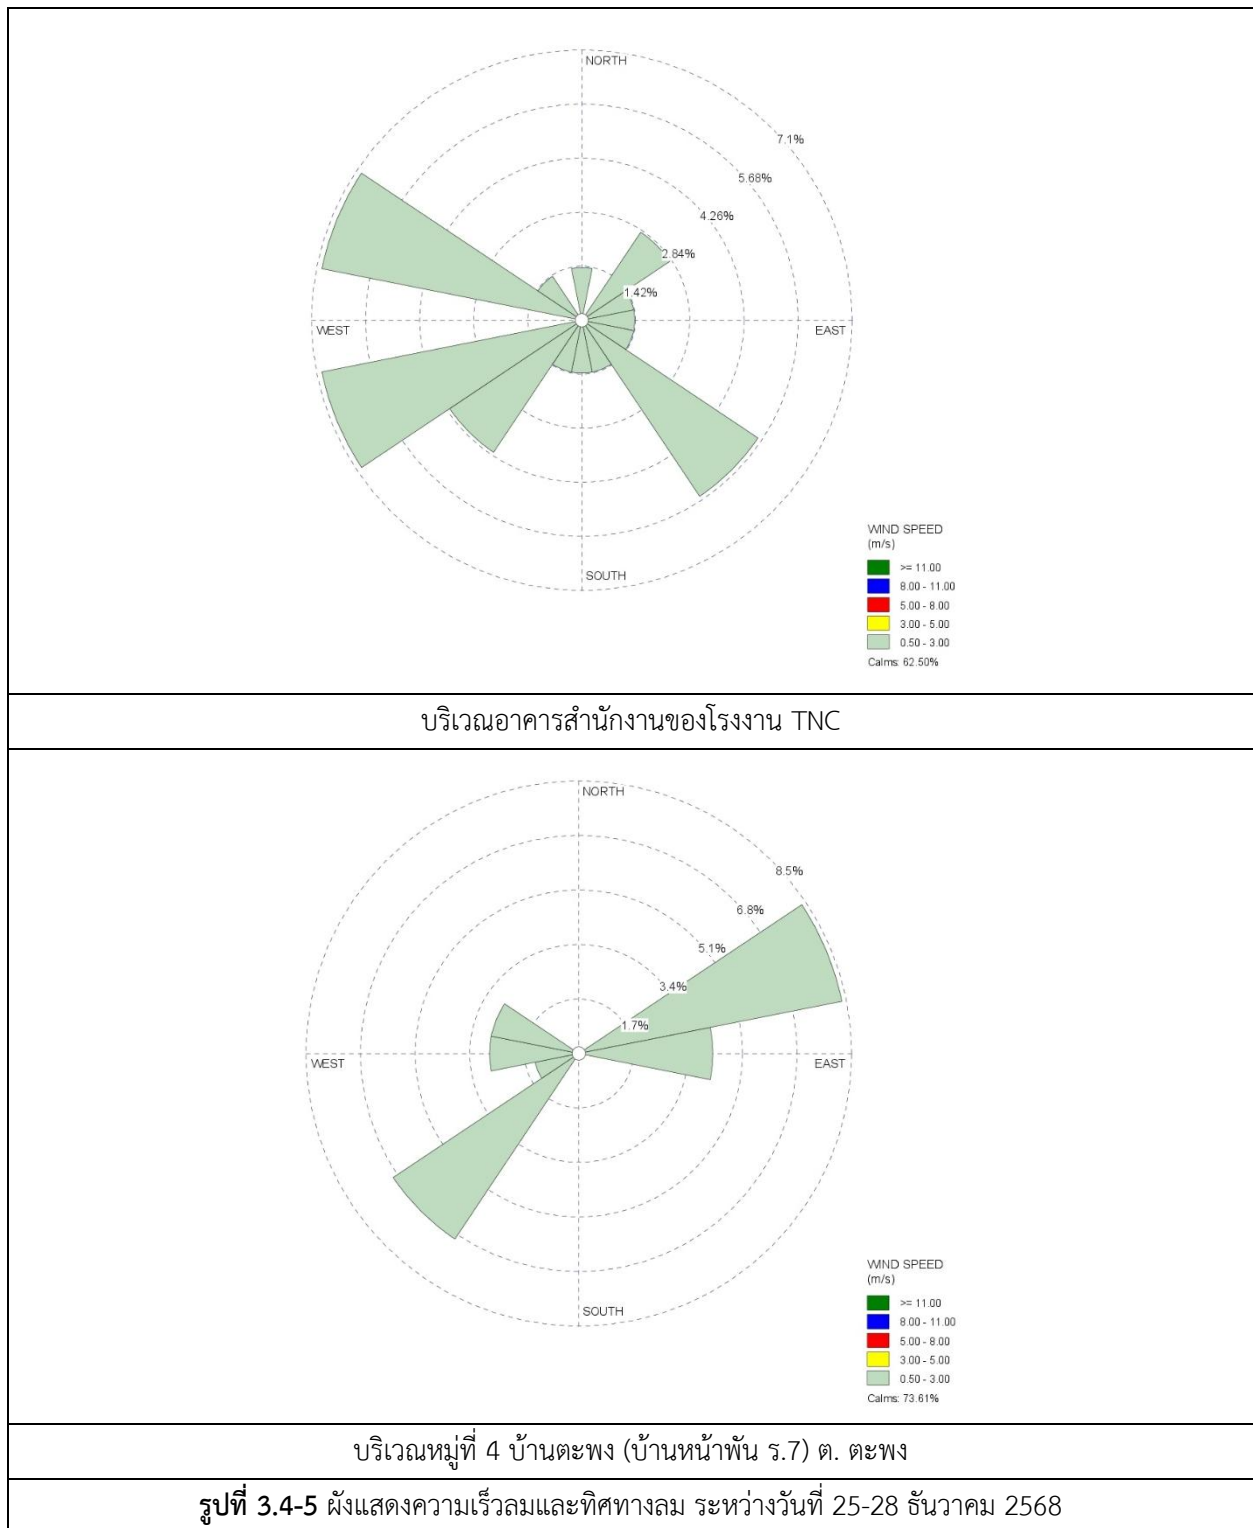 NORTH
7.1%
5.68%
4.26%
2.84%
1.42%
WEST
EAST
SOUTH
WIND SPEED
(m/s)
>= 11.00
8.00 - 11.00
5.00 - 8.00
3.00 - 5.00
0.50 - 3.00
Calms: 62.50%
บริเวณอาคารสำนักงานของโรงงาน TNC
NORTH
8.5%
6.8%
5.1%
3.4%
1.7%
WEST
EAST
SOUTH
WIND SPEED
(m/s)
>= 11.00
8.00 - 11.00
5.00 - 8.00
3.00 - 5.00
0.50 - 3.00
Calms: 73.61%
บริเวณหมู่ที่ 4 บ้านตะพง (บ้านหน้าพัน ร.7) ต. ตะพง
รูปที่ 3.4-5 ผังแสดงความเร็วลมและทิศทางลม ระหว่างวันที่ 25-28 ธันวาคม 2568